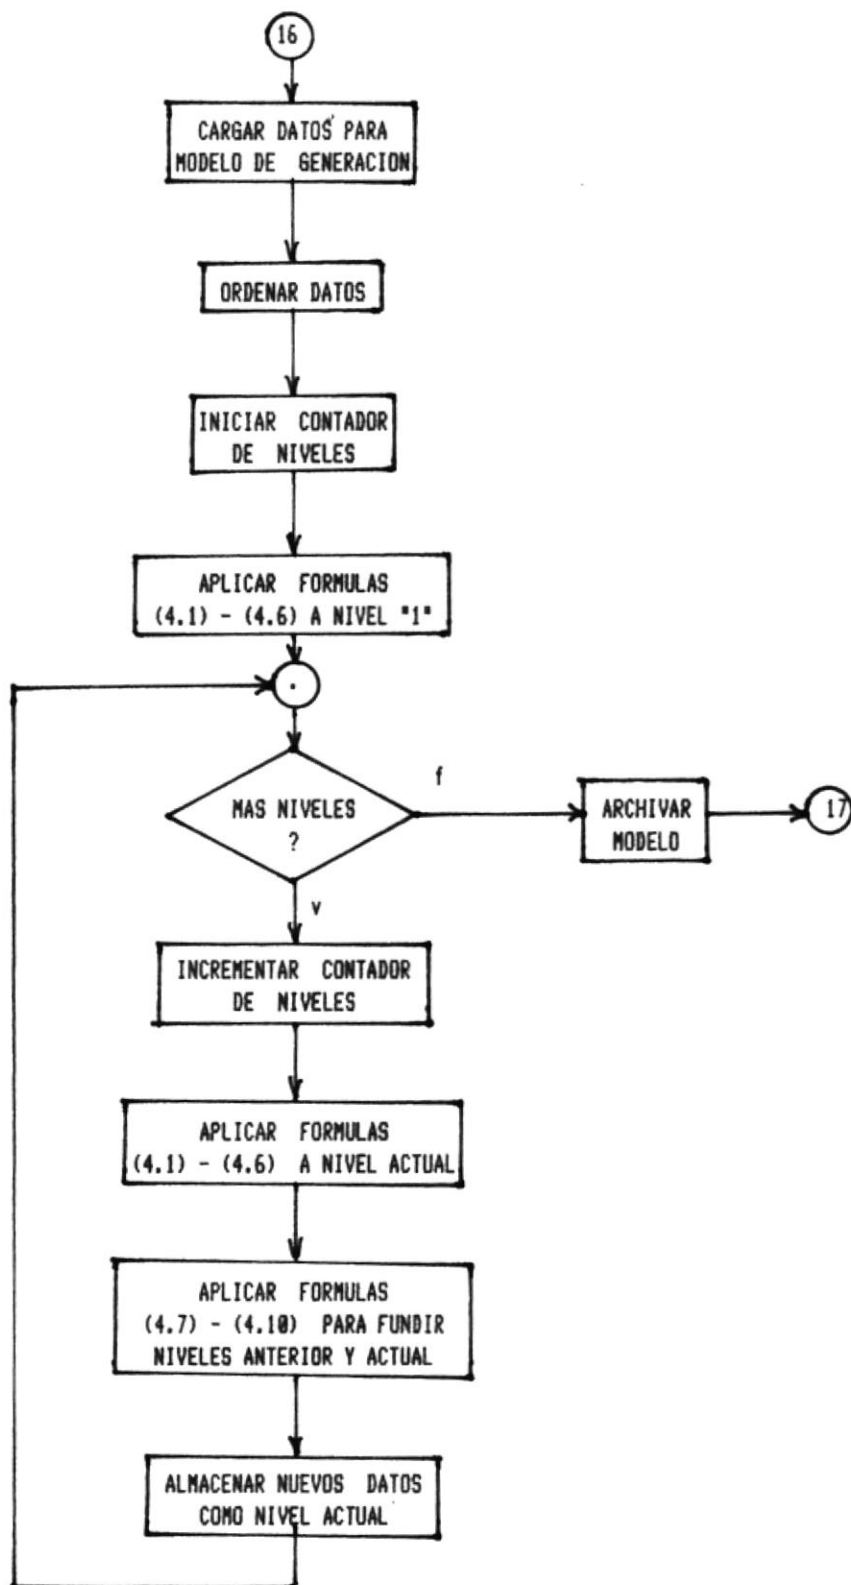 16
CARGAR DATOS PARA
MODELO DE GENERACION
ORDENAR DATOS
INICIAR CONTADOR
DE NIVELES
APLICAR FORMULAS
(4.1) - (4.6) A NIVEL "1"
.
MAS NIVELES
?
f
ARCHIVAR
MODELO
17
v
INCREMENTAR CONTADOR
DE NIVELES
APLICAR FORMULAS
(4.1) - (4.6) A NIVEL ACTUAL
APLICAR FORMULAS
(4.7) - (4.10) PARA FUNDIR
NIVELES ANTERIOR Y ACTUAL
ALMACENAR NUEVOS DATOS
COMO NIVEL ACTUAL